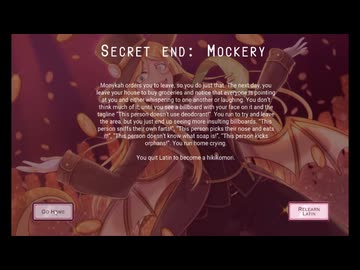 Secret end: Mockery
Monykah orders you to leave, so you do just that. The next day, you
leave your house to buy groceries and notice that everyone is pointing
at you and either whispering to one another or laughing. You don't
think much of it, until you see a billboard with your face on it and the
tagline "This person doesn't use deodorant!" You run to try and leave
the area, but you just end up seeing more insulting billboards. "This
person sniffs their own farts!", "This person picks their nose and eats
it!", "This person doesn't know what soap is!", "This person kicks
orphans!" You run home crying.
You quit Latin to become a hikikomori.
Go Home
Relearn
Latin